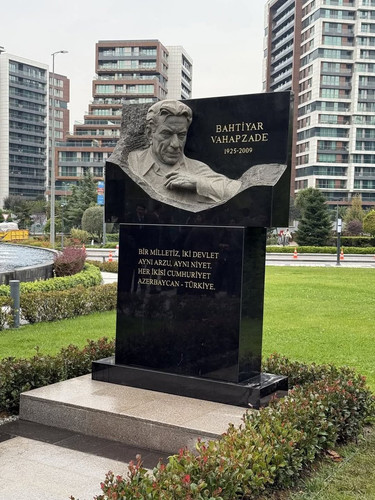 BAHTİYAR
VAHAPZADE
1925-2009
BİR MİLLETİZ, İKİ DEVLET
AYNI ARZU, AYNI NİYET,
HER İKİSİ CUMHURİYET
AZERBAYCAN - TÜRKİYE.